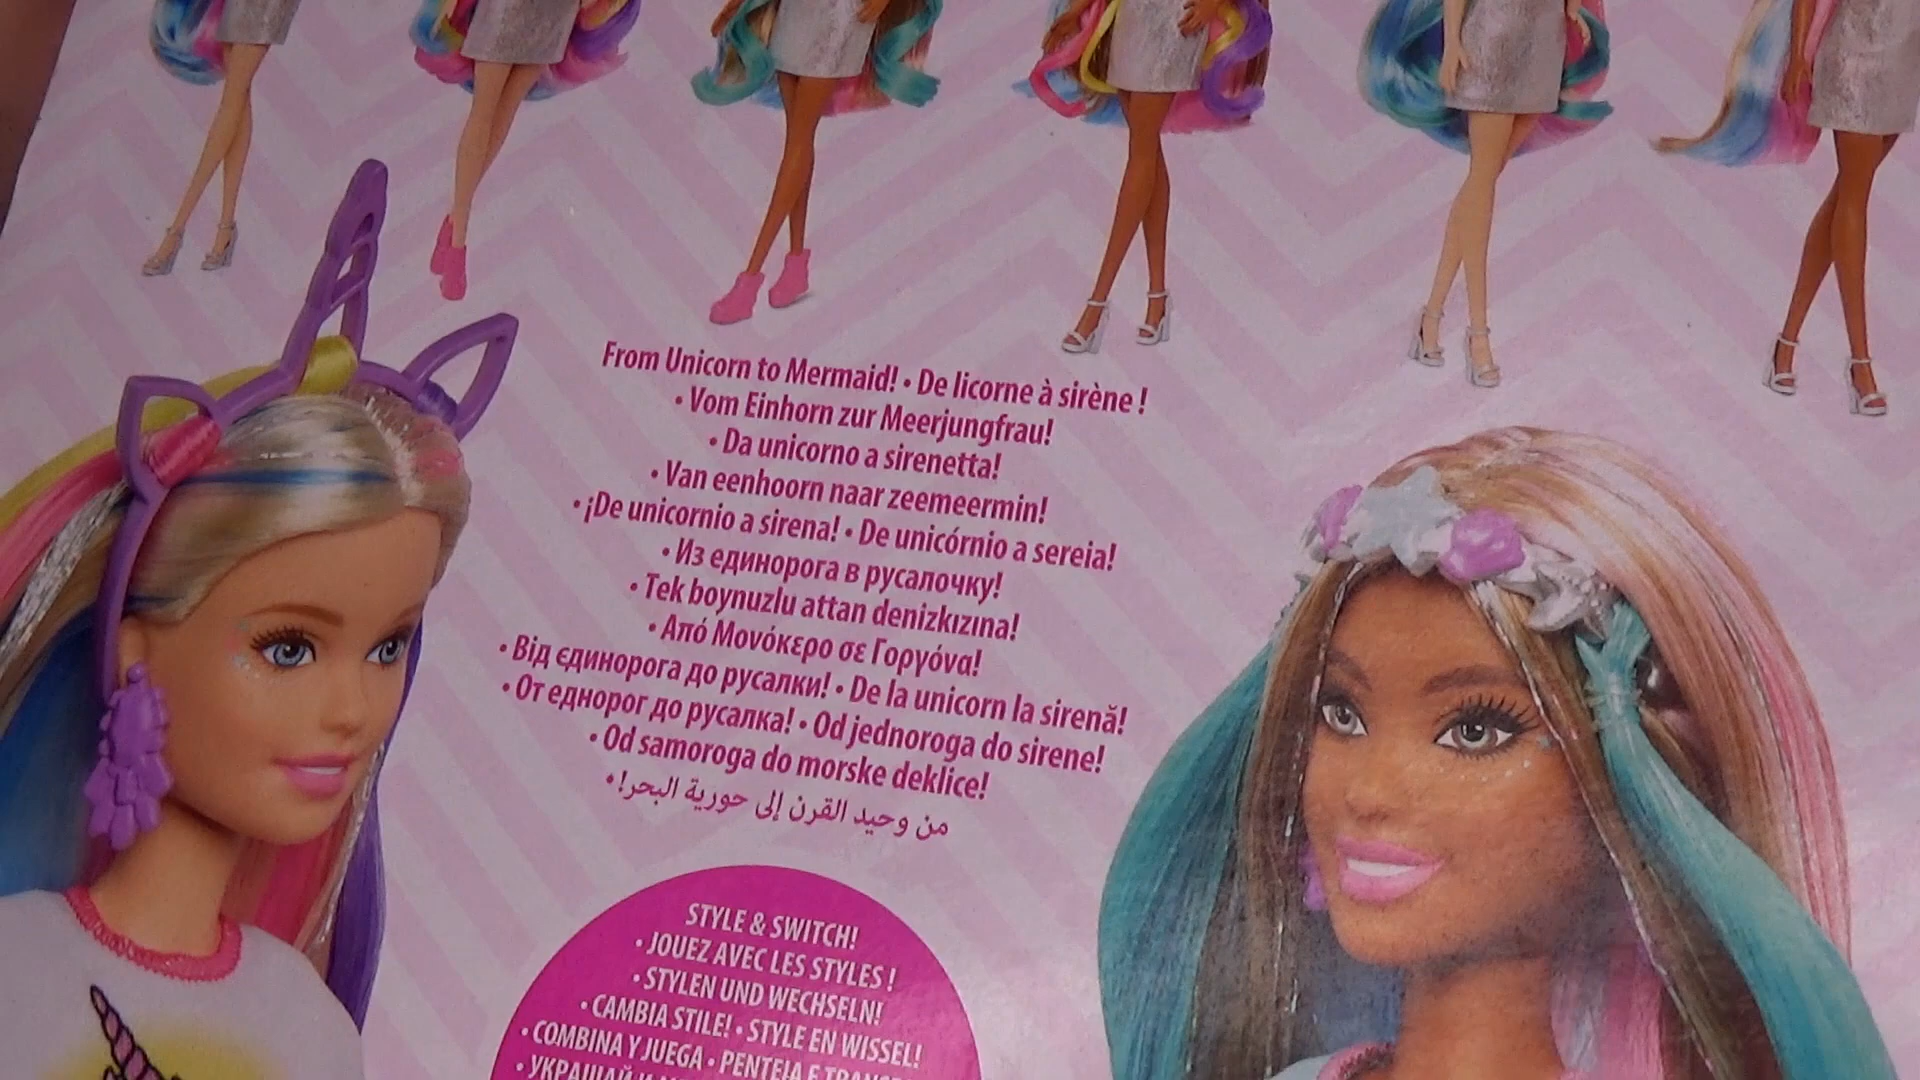 From Unicorn to Mermaid! • De licorne à sirène !
• Vom Einhorn zur Meerjungfrau!
• Da unicorno a sirenetta!
• Van eenhoorn naar zeemeermin!
• ¡De unicornio a sirena! • De unicórnio a sereia!
• Из единорога в русалочку!
• Tek boynuzlu attan denizkızına!
• Από Μονόκερο σε Γοργόνα!
• Від єдинорога до русалки! • De la unicorn la sirenă!
• От еднорог до русалка! • Od jednoroga do sirene!
• Od samoroga do morske deklice!
من وحيد القرن إلى حورية البحر! •
STYLE & SWITCH!
• JOUEZ AVEC LES STYLES !
• STYLEN UND WECHSELN!
• CAMBIA STILE! • STYLE EN WISSEL!
• COMBINA Y JUEGA • PENTEIA E
• УКРАШАЙ И